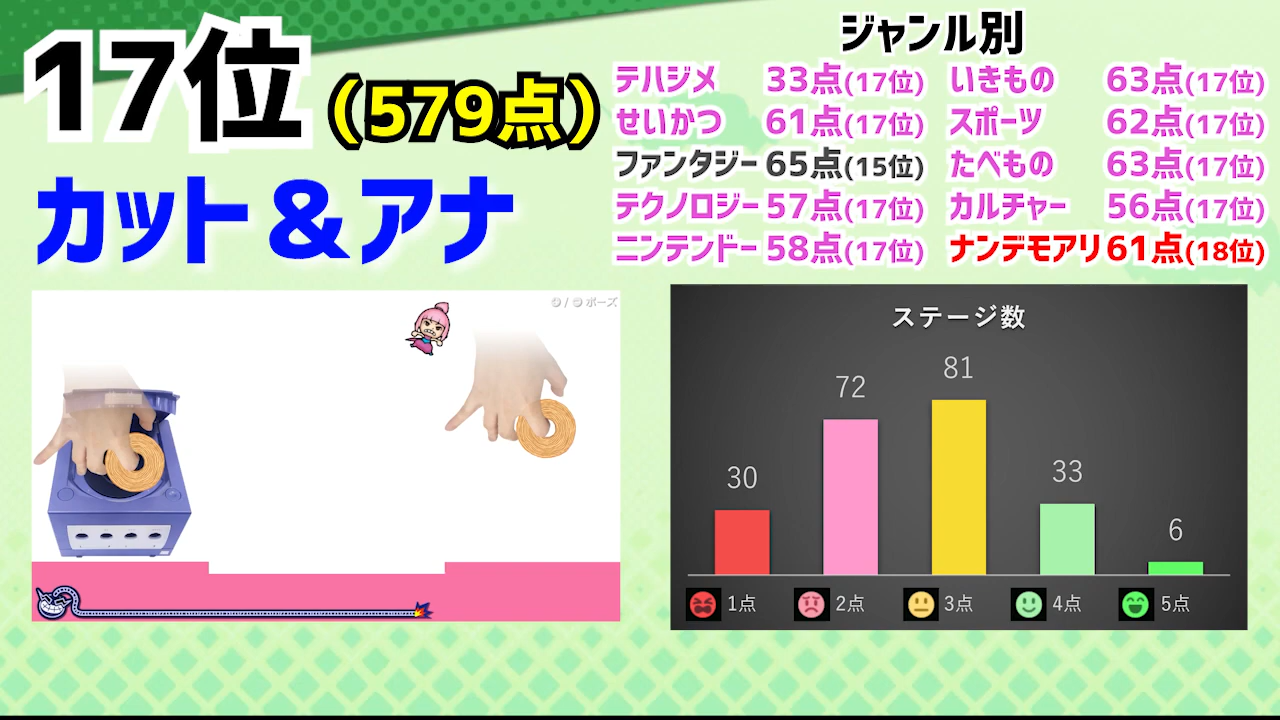 17位
(579点)
カット＆アナ
ジャンル別
テハジメ 33点(17位) いきもの 63点(17位)
せいかつ 61点(17位) スポーツ 62点(17位)
ファンタジー 65点(15位) たべもの 63点(17位)
テクノロジー 57点(17位) カルチャー 56点(17位)
ニンテンドー 58点(17位) ナンデモアリ 61点(18位)
/ ポーズ
ステージ数
30 72 81 33 6
1点 2点 3点 4点 5点